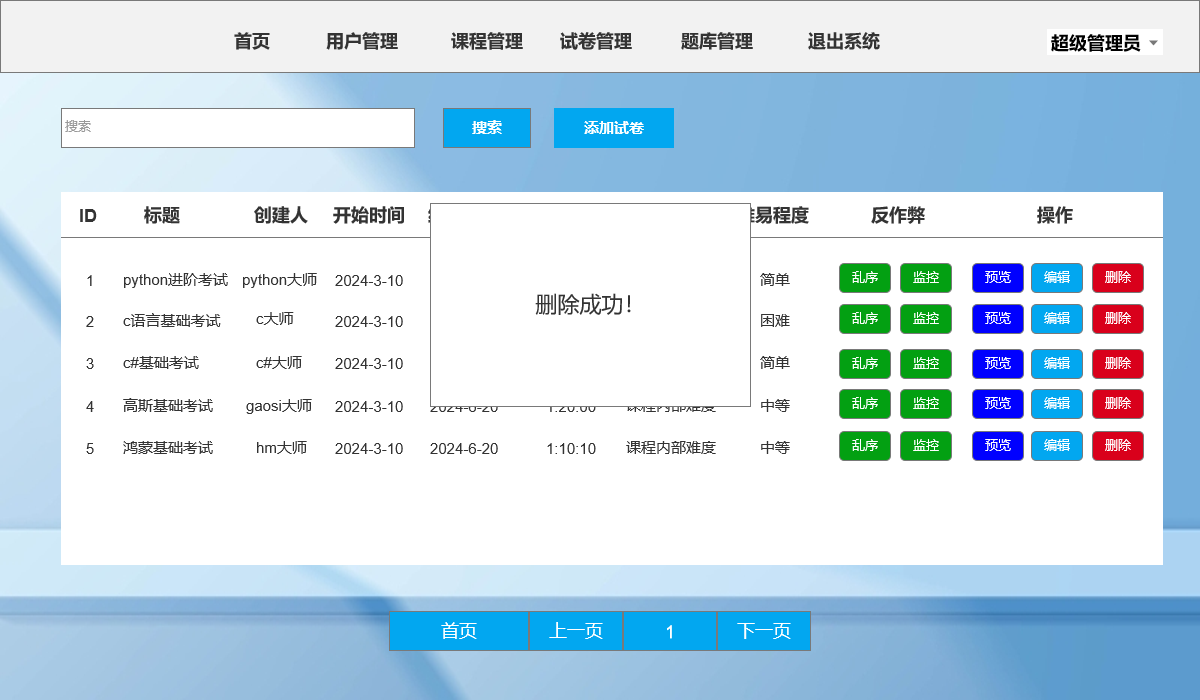 首页 用户管理 课程管理 试卷管理 题库管理 退出系统 超级管理员
搜索 搜索 添加试卷
ID 标题 创建人 开始时间 易程度 反作弊 操作
1 python进阶考试 python大师 2024-3-10 简单 乱序 监控 预览 编辑 删除
2 c语言基础考试 c大师 2024-3-10 困难 乱序 监控 预览 编辑 删除
删除成功!
3 c#基础考试 c#大师 2024-3-10 简单 乱序 监控 预览 编辑 删除
4 高斯基础考试 gaosi大师 2024-3-10 2024-6-20 1:20:00 课程内部难度 中等 乱序 监控 预览 编辑 删除
5 鸿蒙基础考试 hm大师 2024-3-10 2024-6-20 1:10:10 课程内部难度 中等 乱序 监控 预览 编辑 删除
首页 上一页 1 下一页